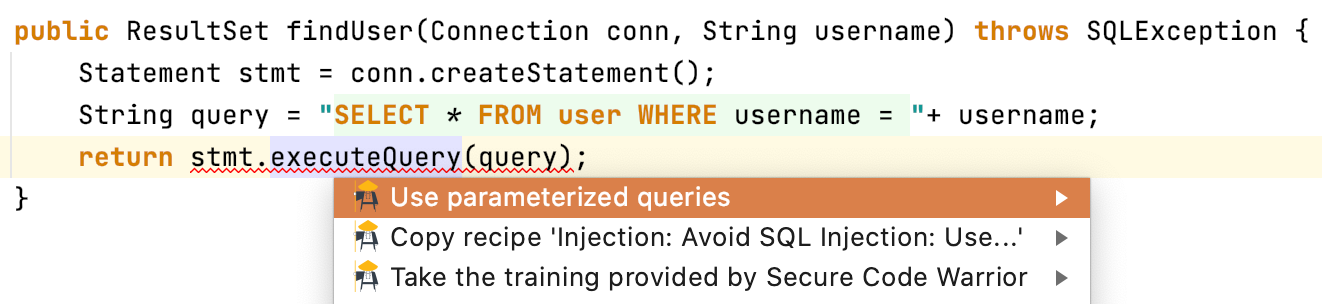 public ResultSet findUser(Connection conn, String username) throws SQLException {
    Statement stmt = conn.createStatement();
    String query = "SELECT * FROM user WHERE username = "+ username;
    return stmt.executeQuery(query);
}
Use parameterized queries
Copy recipe 'Injection: Avoid SQL Injection: Use...'
Take the training provided by Secure Code Warrior